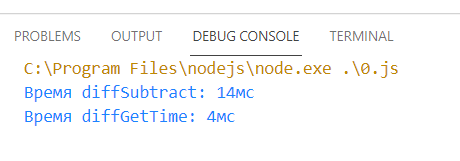 PROBLEMS OUTPUT DEBUG CONSOLE TERMINAL
C:\Program Files\nodejs\node.exe .\0.js
Время diffSubtract: 14мс
Время diffGetTime: 4мс